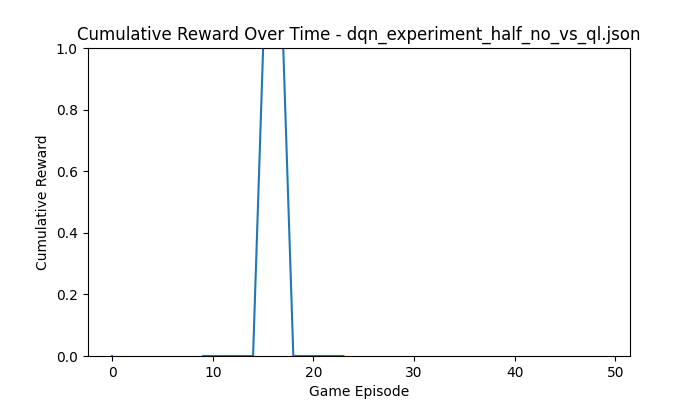 Cumulative Reward Over Time - dqn_experiment_half_no_vs_ql.json
1.0
0.8
0.6
0.4
0.2
0.0
Cumulative Reward
0 10 20 30 40 50
Game Episode